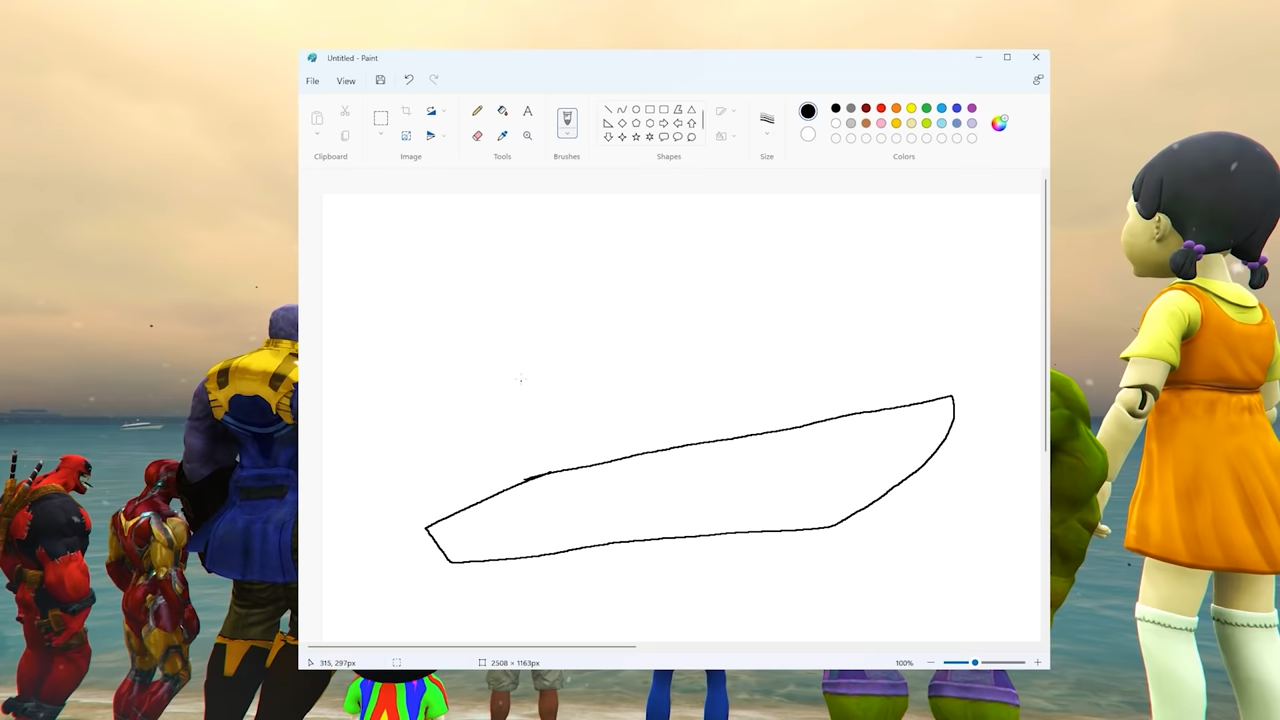 Untitled - Paint
File View
A
Clipboard Image Tools Brushes Shapes Size Colors
315, 297px 2508 × 1163px 100%